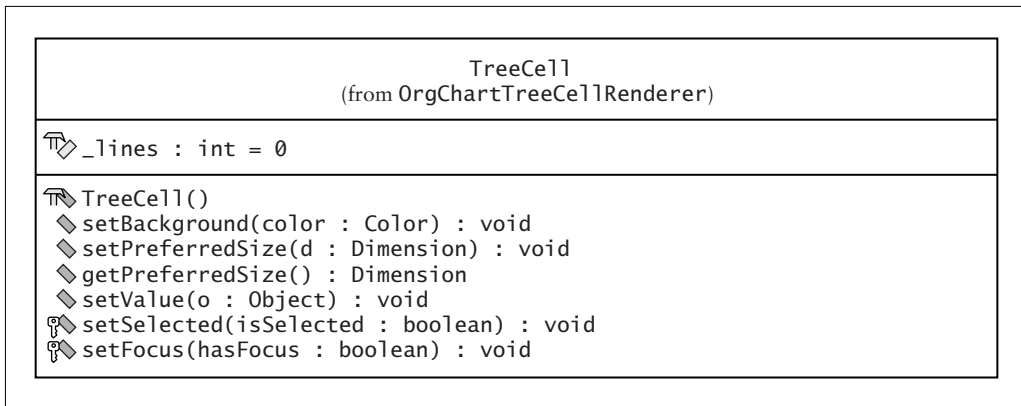 TreeCell
(from OrgChartTreeCellRenderer)
_lines : int = 0
TreeCell()
setBackground(color : Color) : void
setPreferredSize(d : Dimension) : void
getPreferredSize() : Dimension
setValue(o : Object) : void
setSelected(isSelected : boolean) : void
setFocus(hasFocus : boolean) : void